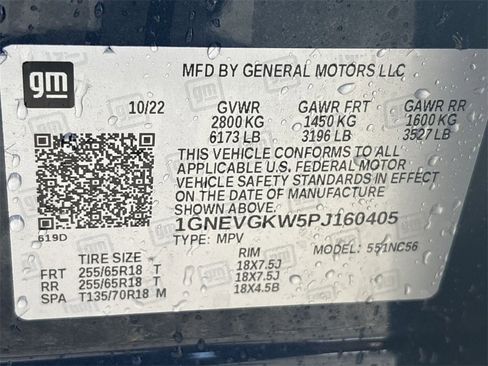 gm
MFD BY GENERAL MOTORS LLC
10/22 GVWR GAWR FRT GAWR RR
2800 KG 1450 KG 1600 KG
6173 LB 3196 LB 3527 LB
THIS VEHICLE CONFORMS TO ALL
APPLICABLE U.S. FEDERAL MOTOR
VEHICLE SAFETY STANDARDS IN EFFECT
ON THE DATE OF MANUFACTURE
SHOWN ABOVE.
1GNEVGKW5PJ160405
619D
TYPE: MPV MODEL: 551NC56
TIRE SIZE RIM
FRT 255/65R18 T 18X7.5J
RR 255/65R18 T 18X7.5J
SPA T135/70R18 M 18X4.5B